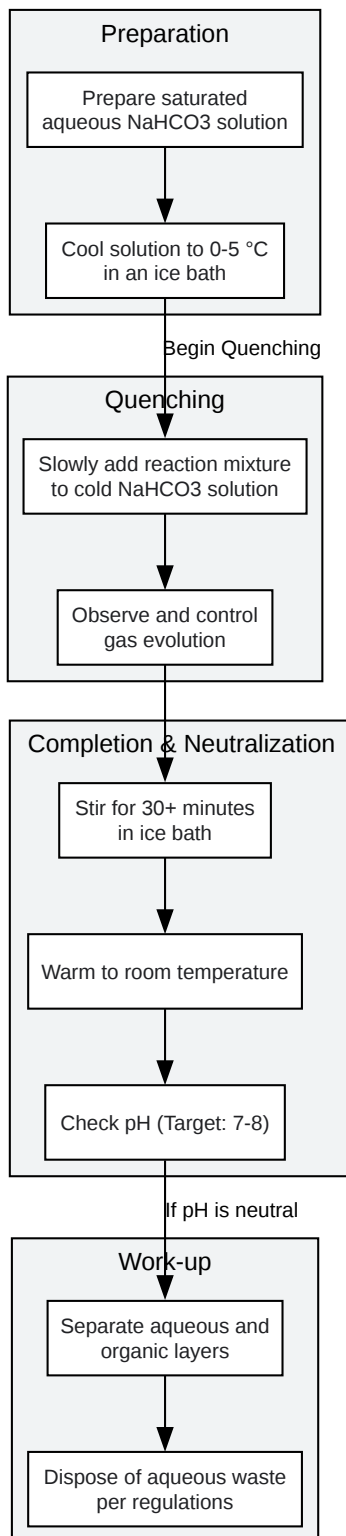 Preparation
Prepare saturated
aqueous NaHCO3 solution
Cool solution to 0-5 °C
in an ice bath
Begin Quenching
Quenching
Slowly add reaction mixture
to cold NaHCO3 solution
Observe and control
gas evolution
Completion & Neutralization
Stir for 30+ minutes
in ice bath
Warm to room temperature
Check pH (Target: 7-8)
If pH is neutral
Work-up
Separate aqueous and
organic layers
Dispose of aqueous waste
per regulations